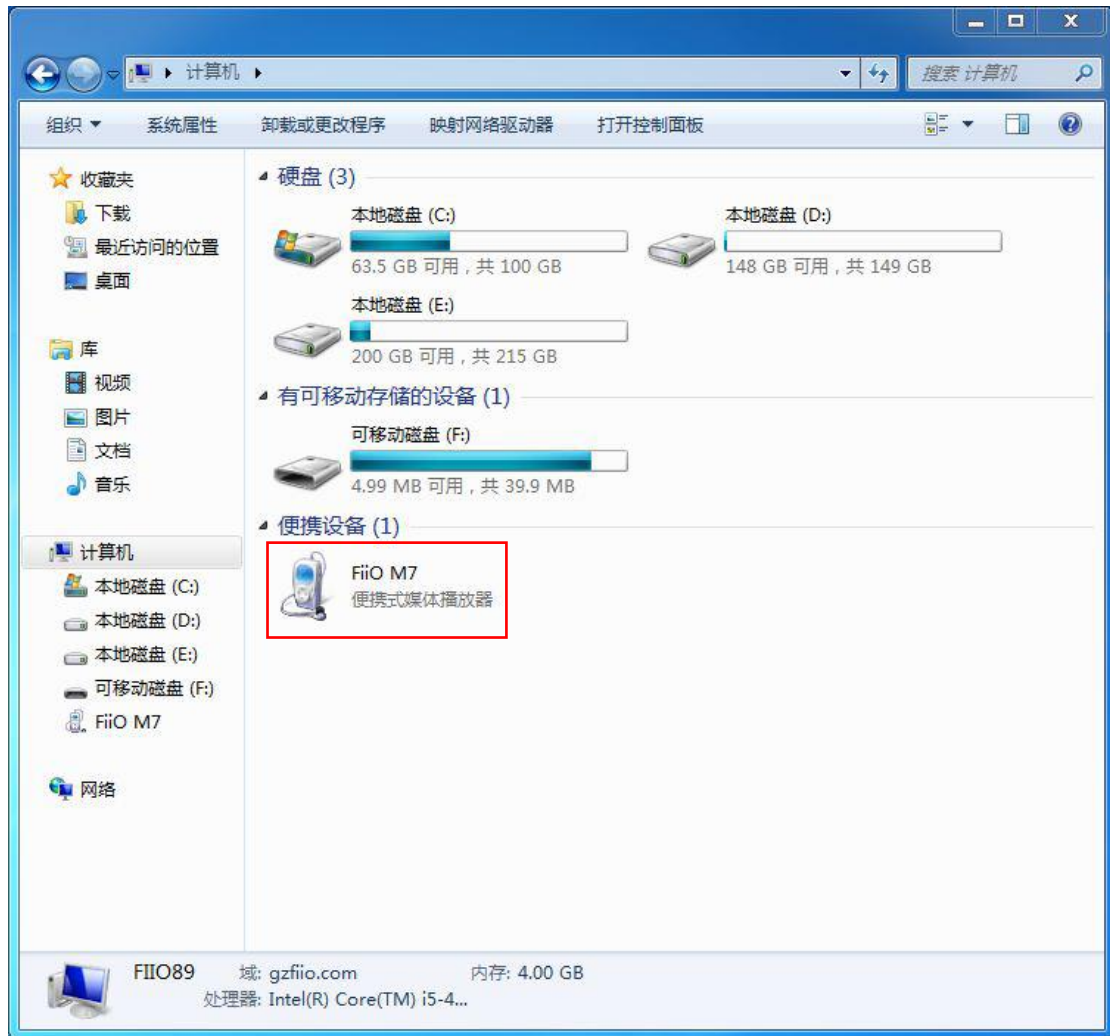 计算机
搜索 计算机
组织 系统属性 卸载或更改程序 映射网络驱动器 打开控制面板
收藏夹
下载
最近访问的位置
桌面
库
视频
图片
文档
音乐
计算机
本地磁盘 (C:)
本地磁盘 (D:)
本地磁盘 (E:)
可移动磁盘 (F:)
FiiO M7
网络
硬盘 (3)
本地磁盘 (C:)
63.5 GB 可用，共 100 GB
本地磁盘 (D:)
148 GB 可用，共 149 GB
本地磁盘 (E:)
200 GB 可用，共 215 GB
有可移动存储的设备 (1)
可移动磁盘 (F:)
4.99 MB 可用，共 39.9 MB
便携设备 (1)
FiiO M7
便携式媒体播放器
FIIO89 域: gzfiio.com 内存: 4.00 GB
处理器: Intel(R) Core(TM) i5-4...